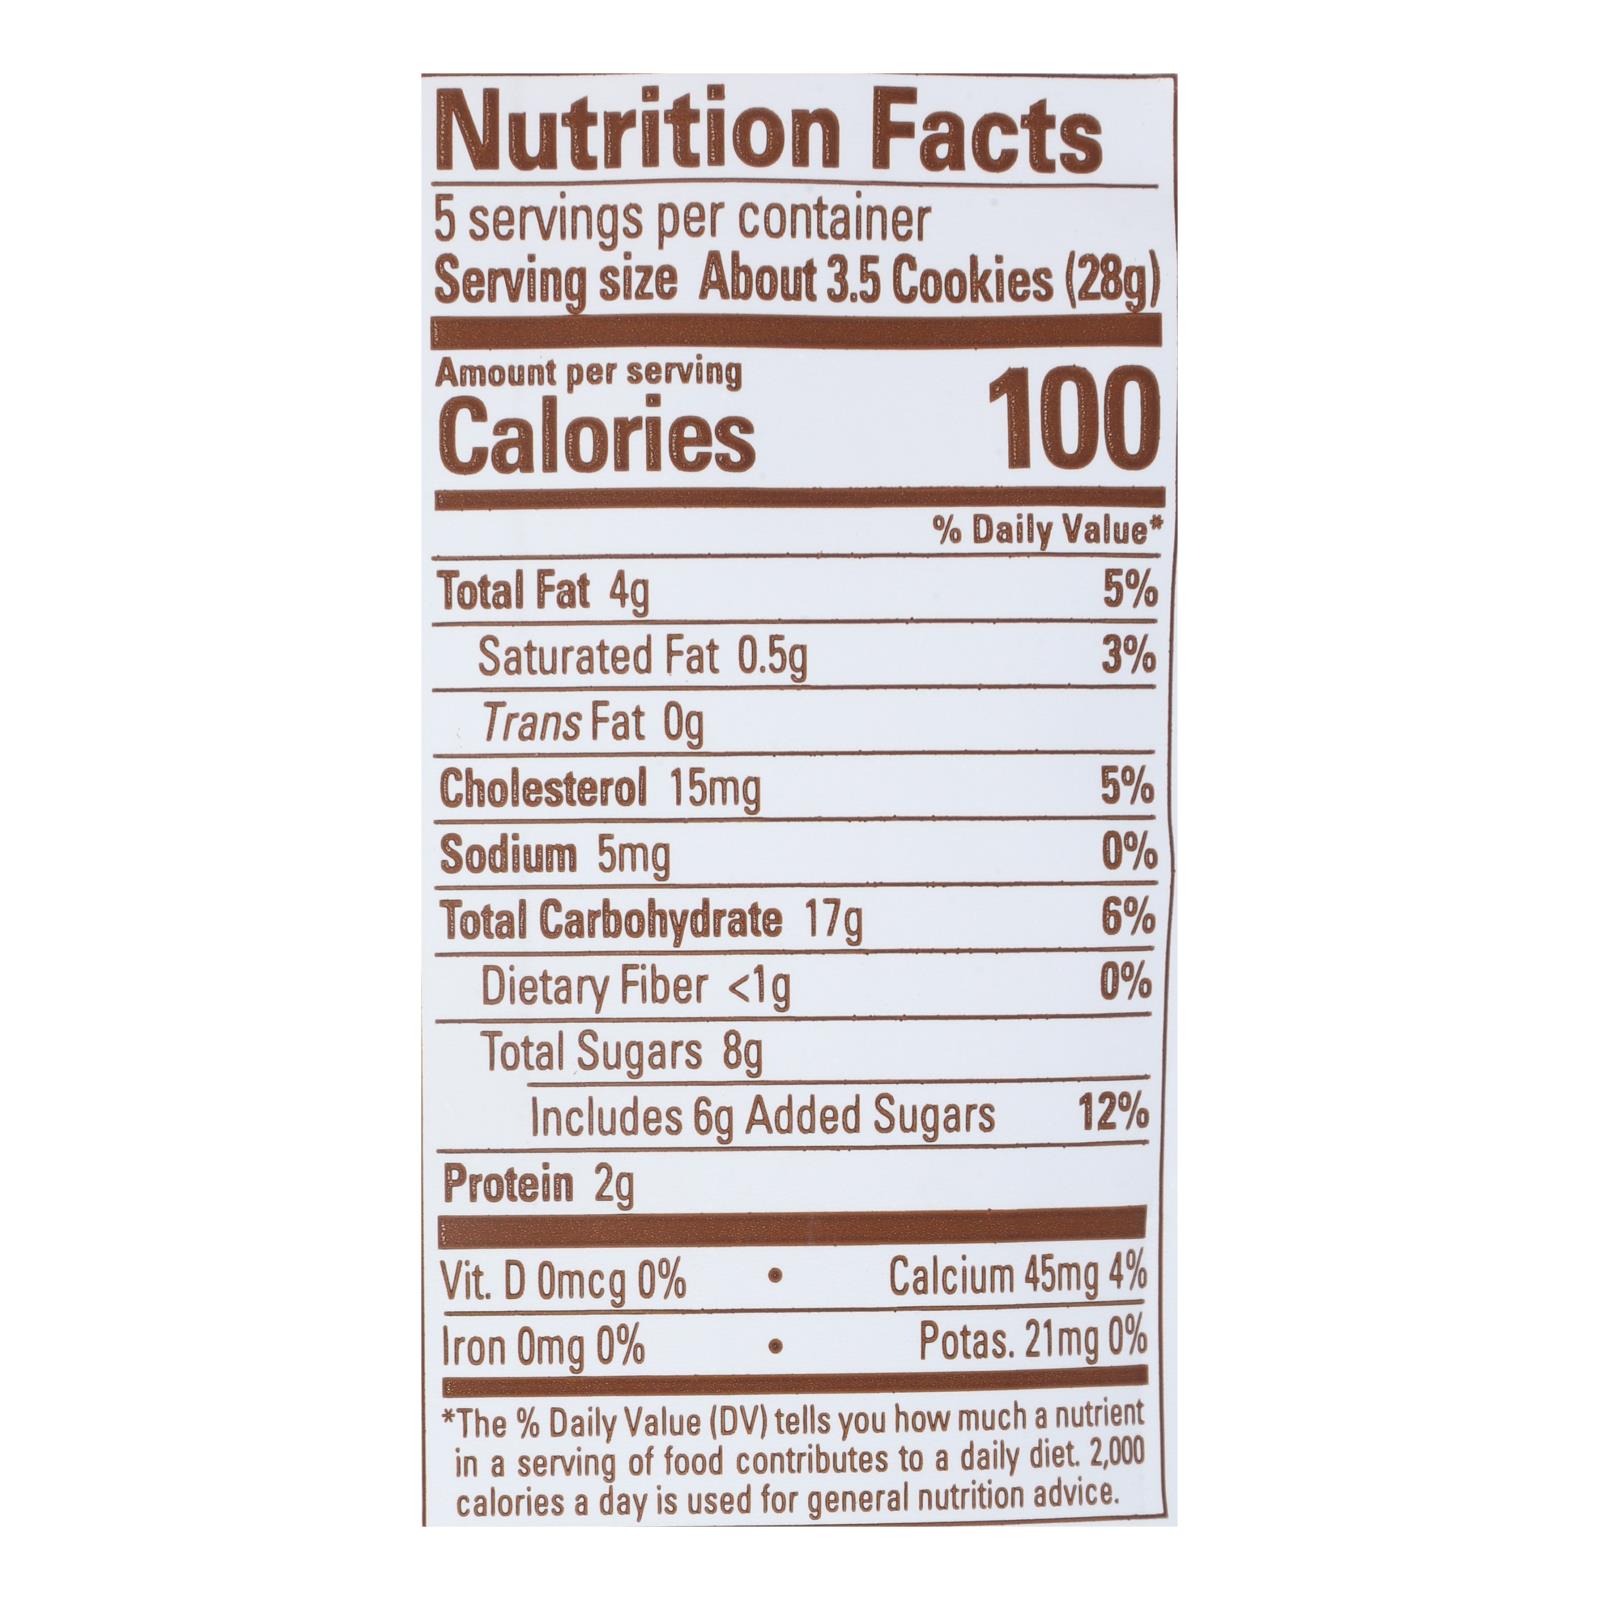 Nutrition Facts
5 servings per container
Serving size About 3.5 Cookies (28g)
Amount per serving
Calories 100
% Daily Value*
Total Fat 4g 5%
Saturated Fat 0.5g 3%
Trans Fat 0g
Cholesterol 15mg 5%
Sodium 5mg 0%
Total Carbohydrate 17g 6%
Dietary Fiber <1g 0%
Total Sugars 8g
Includes 6g Added Sugars 12%
Protein 2g
Vit. D 0mcg 0% • Calcium 45mg 4%
Iron 0mg 0% • Potas. 21mg 0%
*The % Daily Value (DV) tells you how much a nutrient
in a serving of food contributes to a daily diet. 2,000
calories a day is used for general nutrition advice.